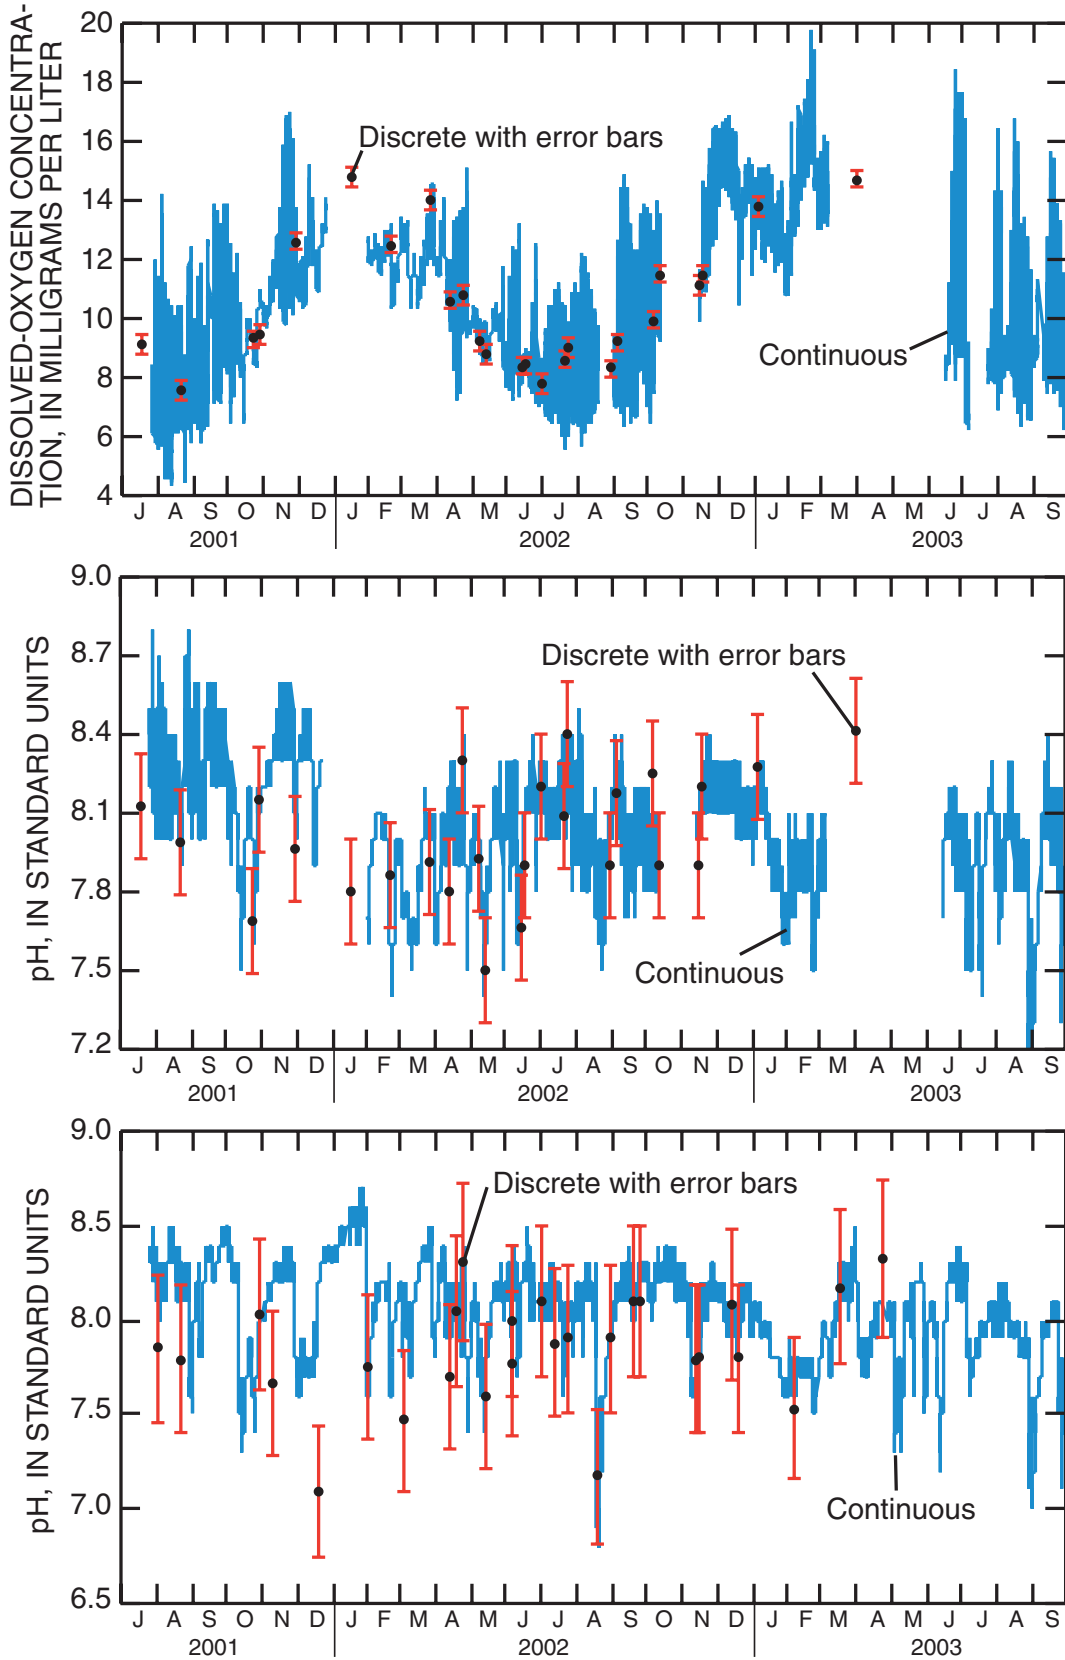 DISSOLVED-OXYGEN CONCENTRA-
TION, IN MILLIGRAMS PER LITER
20
18
16
14
12
10
8
6
4
Discrete with error bars
Continuous
J A S O N D J F M A M J J A S O N D J F M A M J J A S
2001 2002 2003
pH, IN STANDARD UNITS
9.0
8.7
8.4
8.1
7.8
7.5
7.2
Discrete with error bars
Continuous
J A S O N D J F M A M J J A S O N D J F M A M J J A S
2001 2002 2003
pH, IN STANDARD UNITS
9.0
8.5
8.0
7.5
7.0
6.5
Discrete with error bars
Continuous
J A S O N D J F M A M J J A S O N D J F M A M J J A S
2001 2002 2003